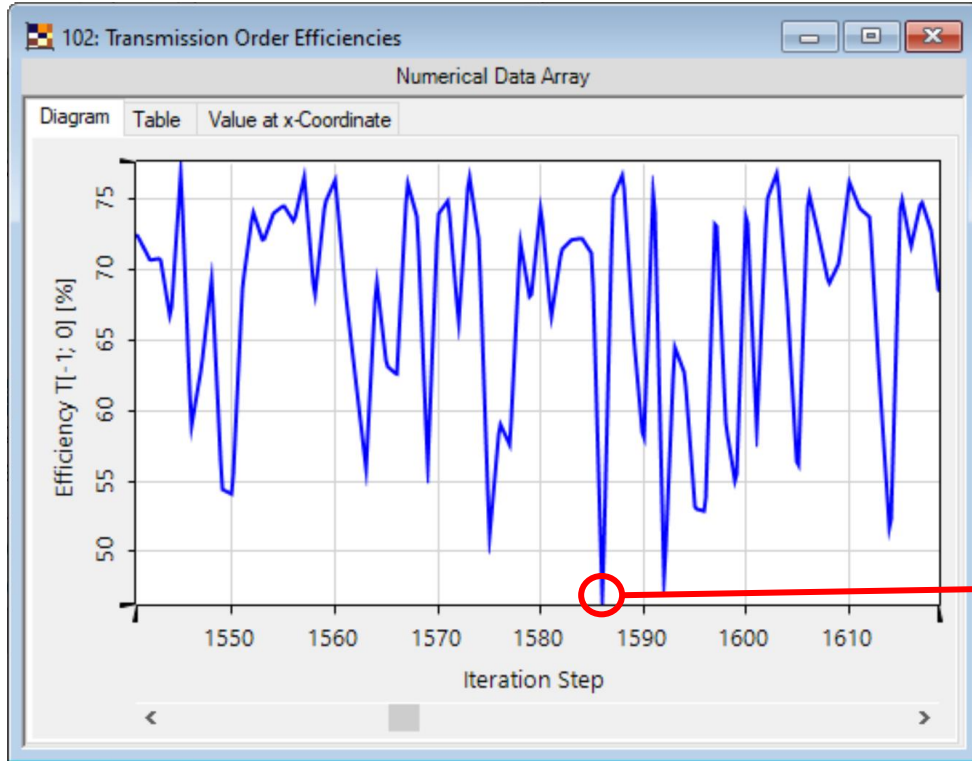 102: Transmission Order Efficiencies
Numerical Data Array
Diagram Table Value at x-Coordinate
Efficiency T[-1; 0] [%]
75
70
65
60
55
50
1550 1560 1570 1580 1590 1600 1610
Iteration Step